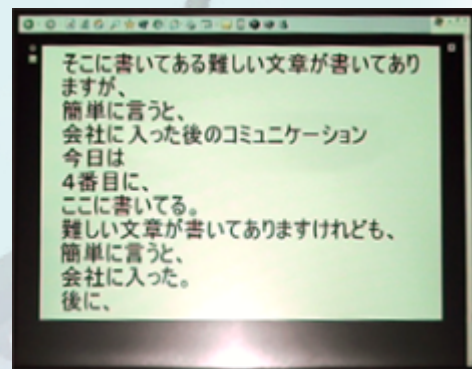 そこに書いてある難しい文章が書いてあり
ますが、
簡単に言うと、
会社に入った後のコミュニケーション
今日は
4番目に、
ここに書いてる。
難しい文章が書いてありますけれども、
簡単に言うと、
会社に入った。
後に、